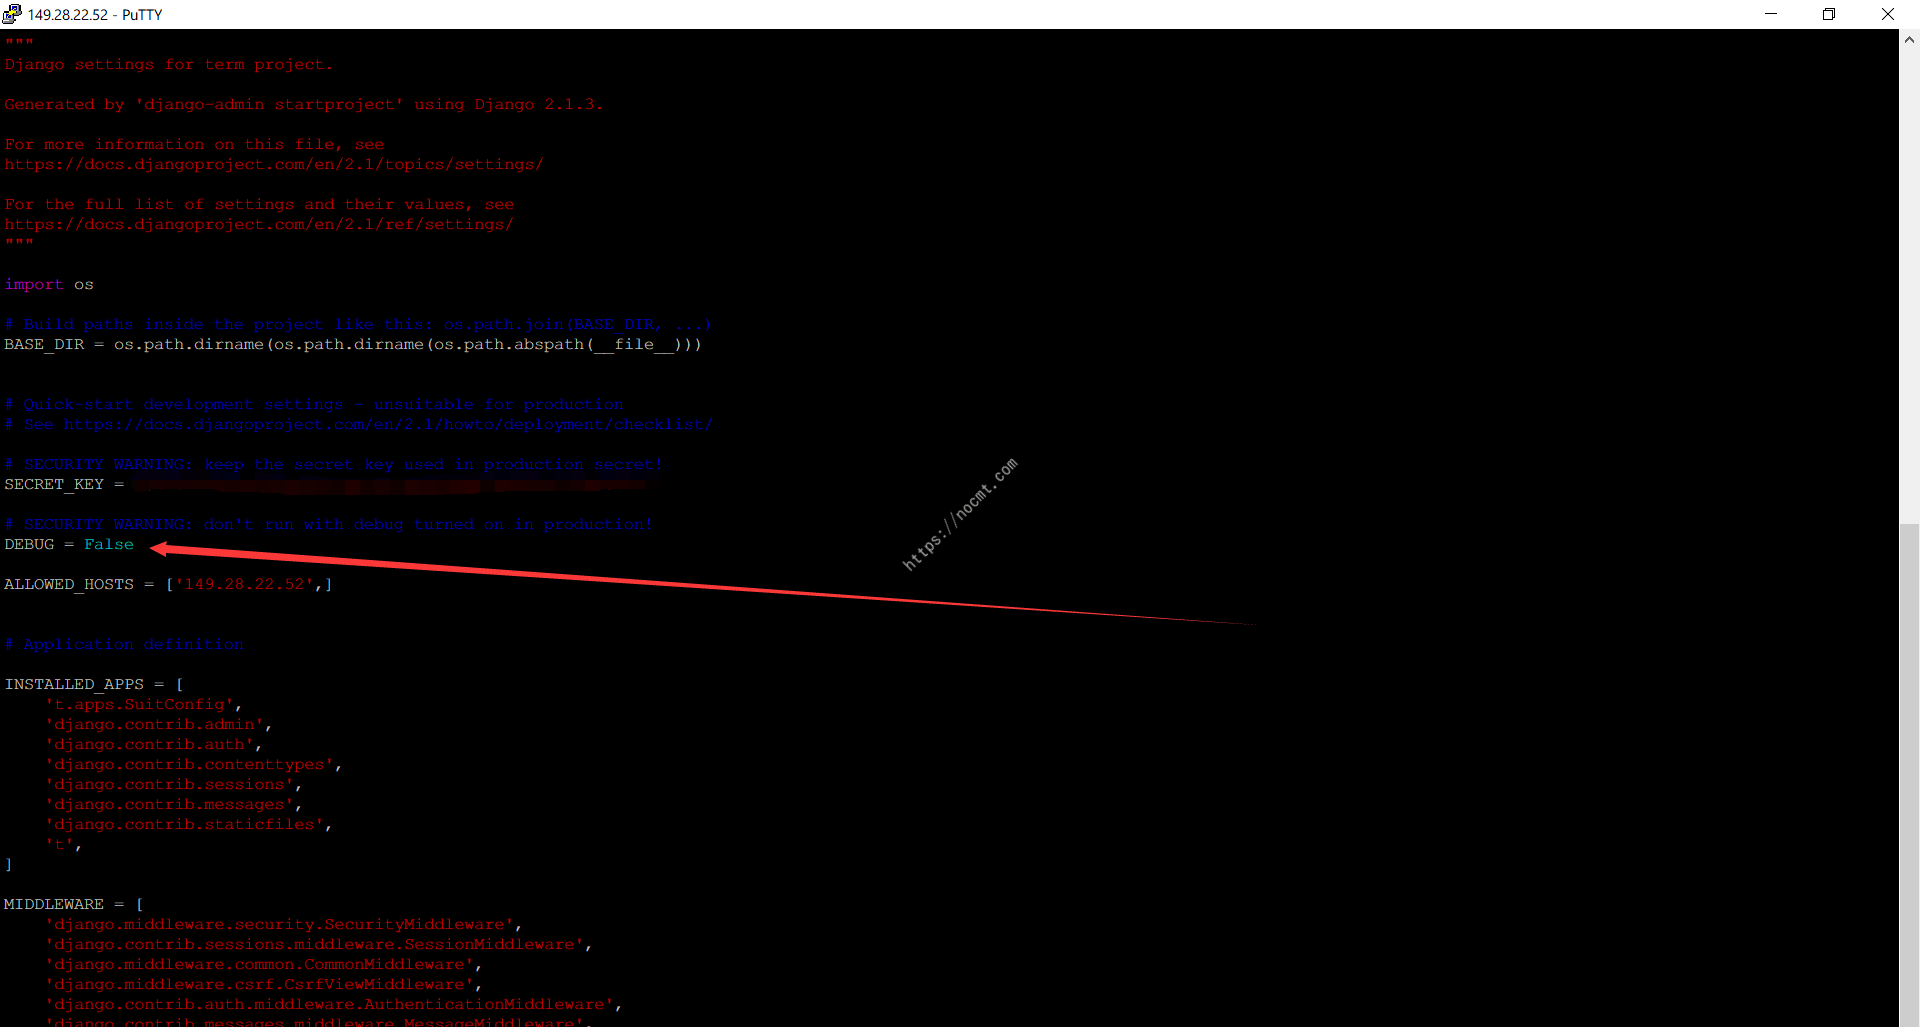 149.28.22.52 - PuTTY
"""
Django settings for term project.
Generated by 'django-admin startproject' using Django 2.1.3.
For more information on this file, see
https://docs.djangoproject.com/en/2.1/topics/settings/
For the full list of settings and their values, see
https://docs.djangoproject.com/en/2.1/ref/settings/
"""
import os
# Build paths inside the project like this: os.path.join(BASE_DIR, ...)
BASE_DIR = os.path.dirname(os.path.dirname(os.path.abspath(__file__)))
# Quick-start development settings - unsuitable for production
# See https://docs.djangoproject.com/en/2.1/howto/deployment/checklist/
# SECURITY WARNING: keep the secret key used in production secret!
SECRET_KEY =
# SECURITY WARNING: don't run with debug turned on in production!
DEBUG = False
ALLOWED_HOSTS = ['149.28.22.52',]
# Application definition
INSTALLED_APPS = [
    't.apps.SuitConfig',
    'django.contrib.admin',
    'django.contrib.auth',
    'django.contrib.contenttypes',
    'django.contrib.sessions',
    'django.contrib.messages',
    'django.contrib.staticfiles',
    't',
]
MIDDLEWARE = [
    'django.middleware.security.SecurityMiddleware',
    'django.contrib.sessions.middleware.SessionMiddleware',
    'django.middleware.common.CommonMiddleware',
    'django.middleware.csrf.CsrfViewMiddleware',
    'django.contrib.auth.middleware.AuthenticationMiddleware',
    'django.contrib.messages.middleware.MessageMiddleware',
https://nocmt.com